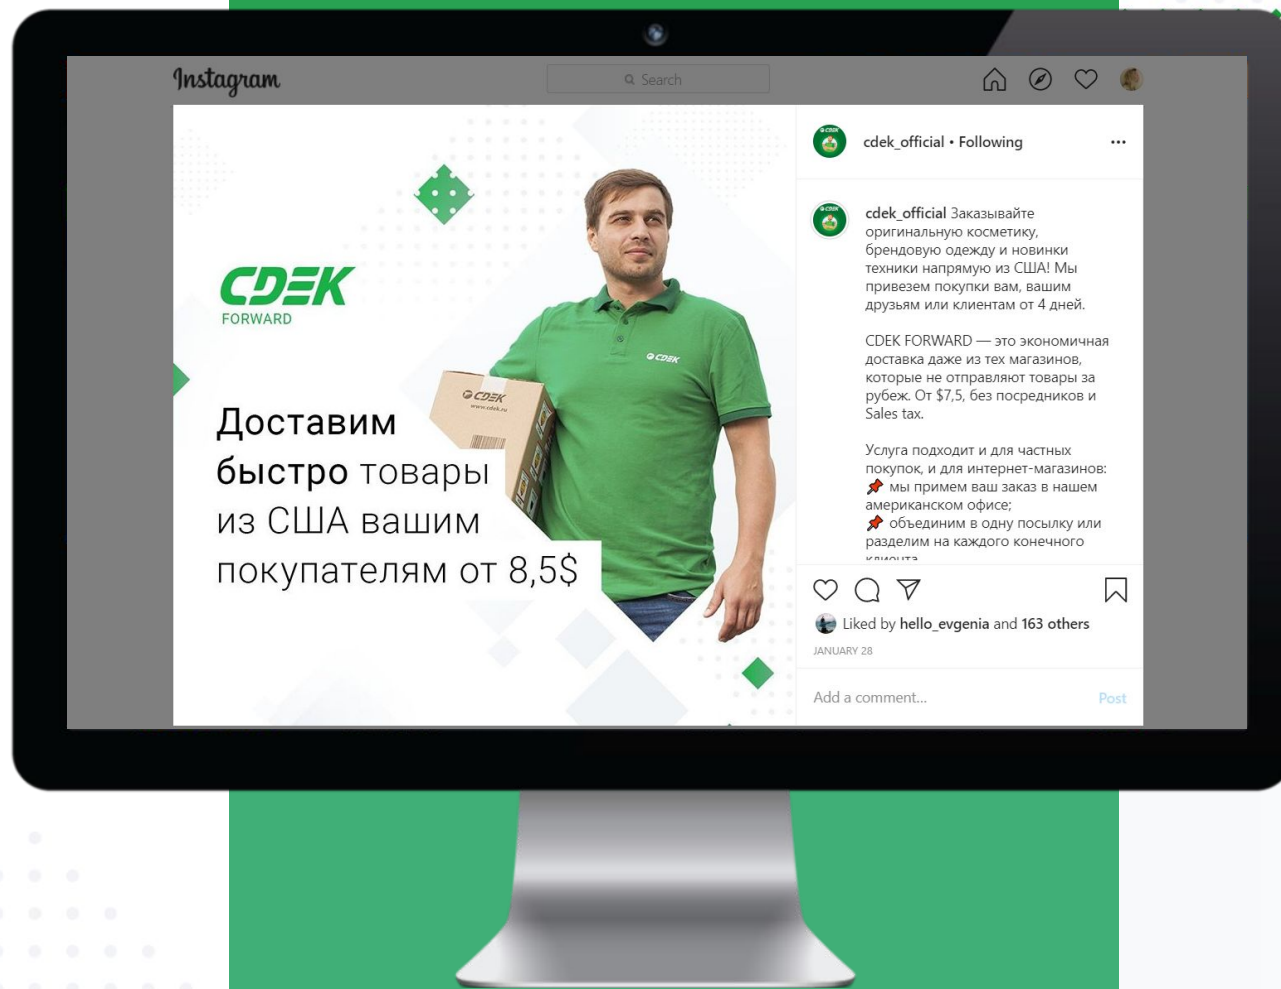 Instagram
Search
CDEK
FORWARD
CDEK
CDEK
www.cdek.ru
Доставим
быстро товары
из США вашим
покупателям от 8,5$
cdek_official • Following
cdek_official Заказывайте
оригинальную косметику,
брендовую одежду и новинки
техники напрямую из США! Мы
привезем покупки вам, вашим
друзьям или клиентам от 4 дней.
CDEK FORWARD — это экономичная
доставка даже из тех магазинов,
которые не отправляют товары за
рубеж. От $7,5, без посредников и
Sales tax.
Услуга подходит и для частных
покупок, и для интернет-магазинов:
📌 мы примем ваш заказ в нашем
американском офисе;
📌 объединим в одну посылку или
разделим на каждого конечного
клиента
Liked by hello_evgenia and 163 others
JANUARY 28
Add a comment...
Post